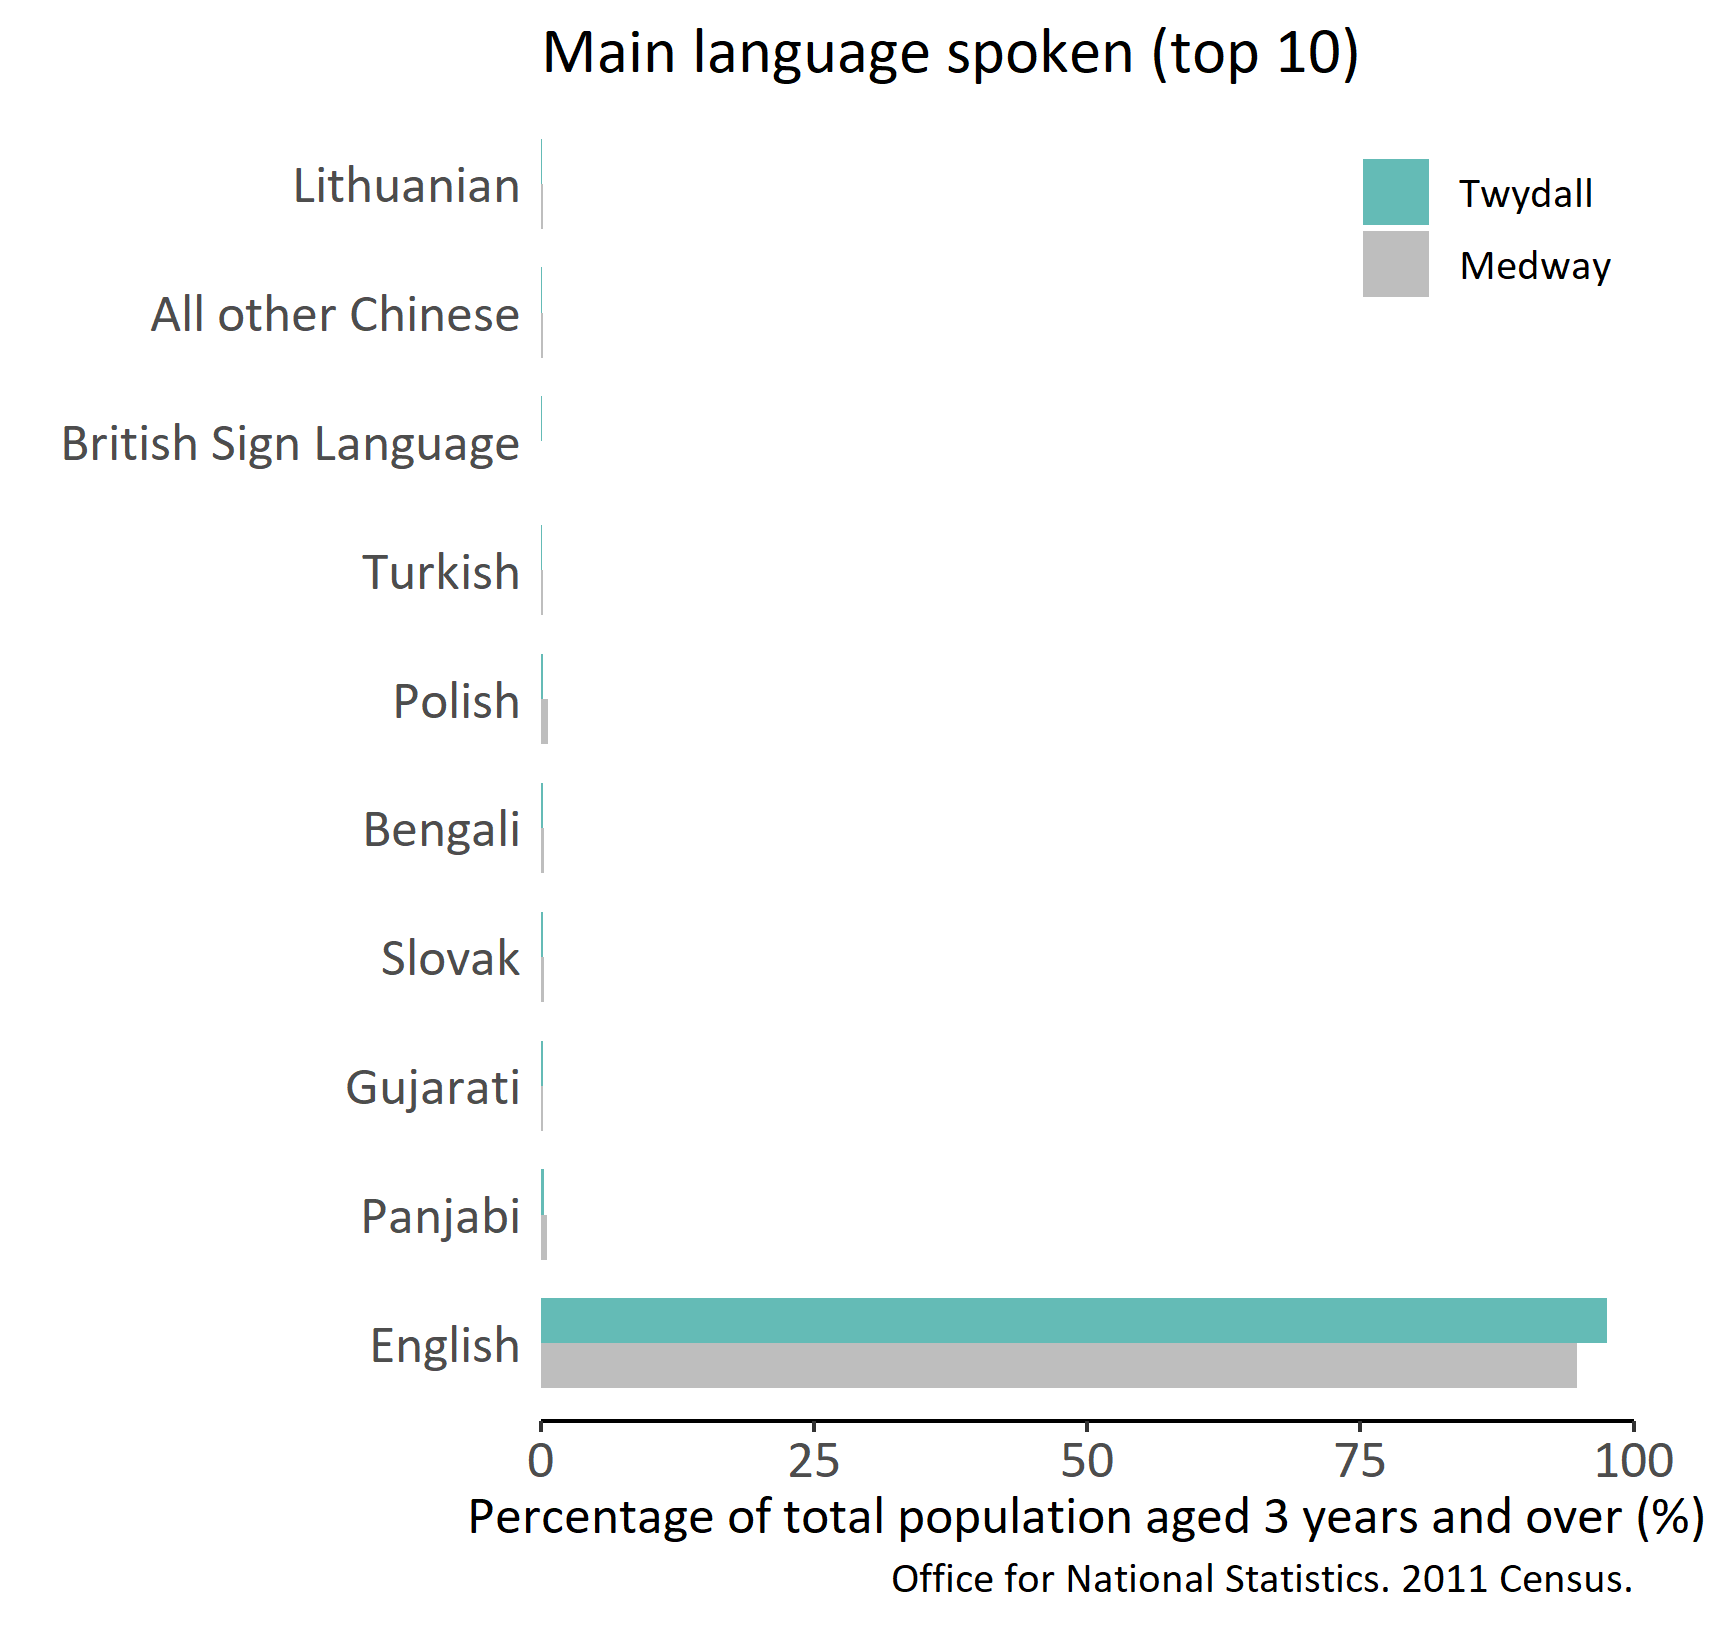 Main language spoken (top 10)
Twydall
Medway
Lithuanian
All other Chinese
British Sign Language
Turkish
Polish
Bengali
Slovak
Gujarati
Panjabi
English
0 25 50 75 100
Percentage of total population aged 3 years and over (%)
Office for National Statistics. 2011 Census.